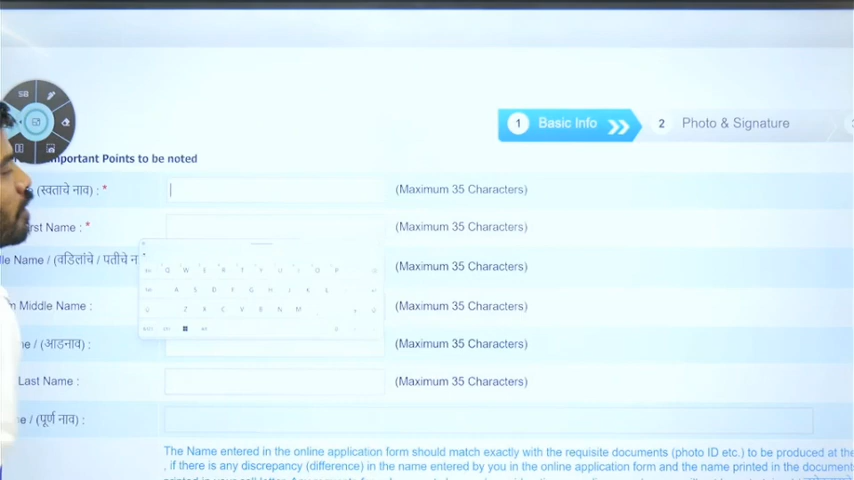 SB
1 Basic Info
2 Photo & Signature
Important Points to be noted
(स्वताचे नाव) : * (Maximum 35 Characters)
First Name : * (Maximum 35 Characters)
Name / (वडिलांचे / पतीचे (Maximum 35 Characters)
Middle Name : (Maximum 35 Characters)
/ (आडनाव) : (Maximum 35 Characters)
Last Name : (Maximum 35 Characters)
/ (पूर्ण नाव) :
Q W E R T Y U I O P
A S D F G H J K L
Z X C V B N M
The Name entered in the online application form should match exactly with the requisite documents (photo ID etc.) to be produced at the
, if there is any discrepancy (difference) in the name entered by you in the online application form and the name printed in the document